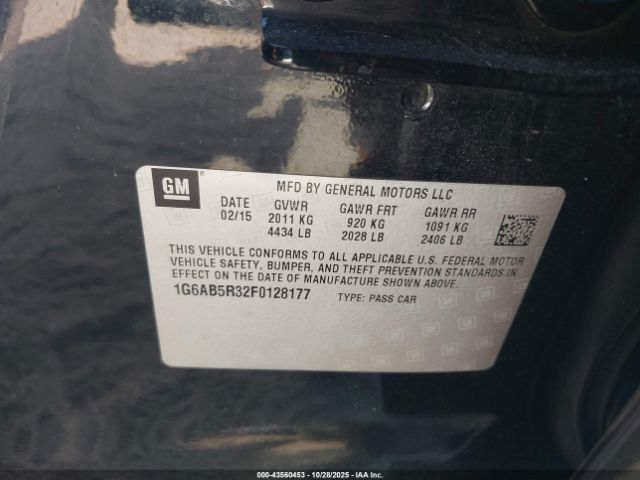 GM
MFD BY GENERAL MOTORS LLC
DATE GVWR GAWR FRT GAWR RR
02/15 2011 KG 920 KG 1091 KG
4434 LB 2028 LB 2406 LB
THIS VEHICLE CONFORMS TO ALL APPLICABLE U.S. FEDERAL MOTOR
VEHICLE SAFETY, BUMPER, AND THEFT PREVENTION STANDARDS IN
EFFECT ON THE DATE OF MANUFACTURE SHOWN ABOVE.
1G6AB5R32F0128177 TYPE: PASS CAR
000-43560453 | 10/28/2025 | IAAI.com